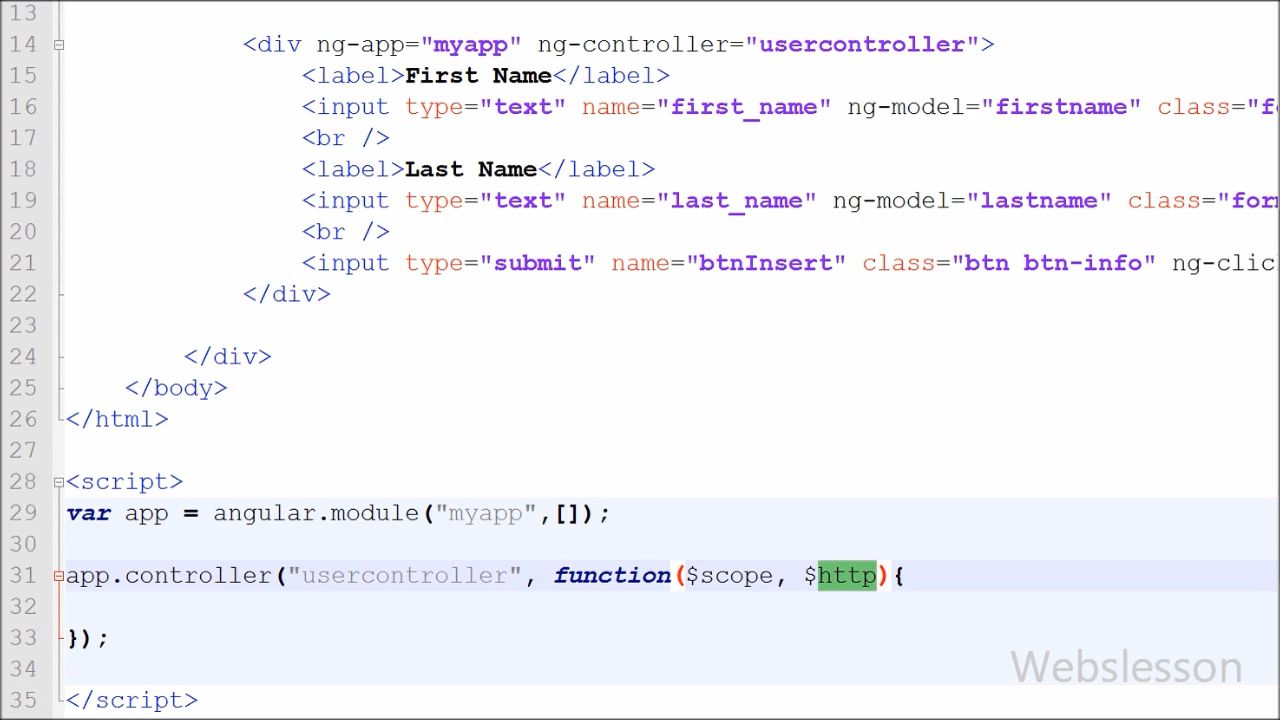 13
14 <div ng-app="myapp" ng-controller="usercontroller">
15 <label>First Name</label>
16 <input type="text" name="first_name" ng-model="firstname" class="fo
17 <br />
18 <label>Last Name</label>
19 <input type="text" name="last_name" ng-model="lastname" class="for
20 <br />
21 <input type="submit" name="btnInsert" class="btn btn-info" ng-clic
22 </div>
23
24 </div>
25 </body>
26 </html>
27
28 <script>
29 var app = angular.module("myapp",[]);
30
31 app.controller("usercontroller", function($scope, $http){
32
33 });
34
35 </script>
Webslesson